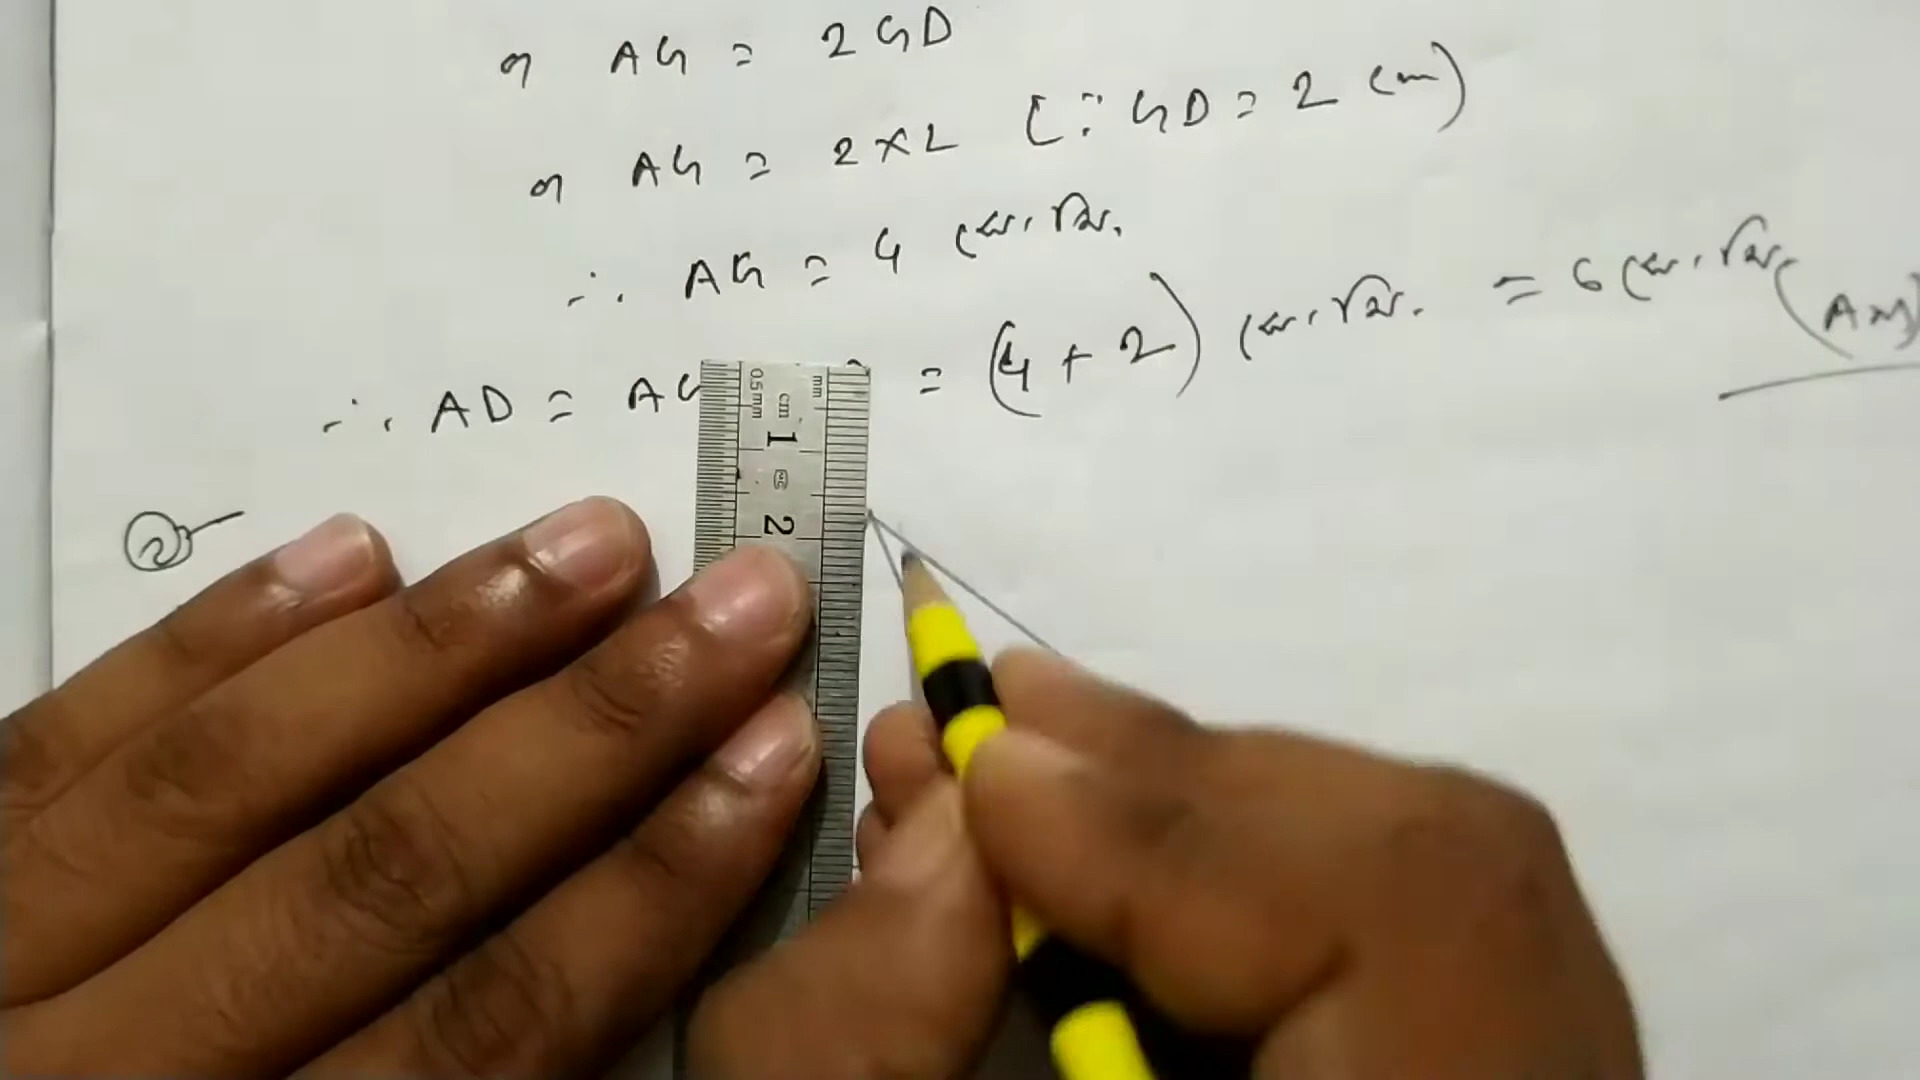 AG = 2GD
AG = 2×2 (∵ GD = 2 cm)
∴ AG = 4 সে.মি.
∴ AD = AG = (4 + 2) সে.মি. = 6 সে.মি. (Ans)
0.5mm cm mm
1
2
②